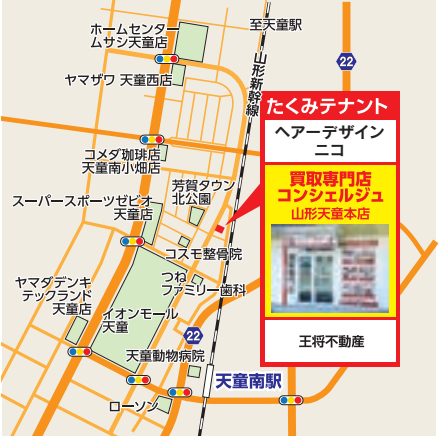 ホームセンター
ムサシ天童店
至天童駅
22
ヤマザワ 天童西店
山形新幹線
たくみテナント
ヘアーデザイン
ニコ
買取専門店
コンシェルジュ
山形天童本店
王将不動産
コメダ珈琲店
天童南小畑店
芳賀タウン
北公園
スーパースポーツゼビオ
天童店
コスモ整骨院
つね
ファミリー歯科
ヤマダデンキ
テックランド
天童店
イオンモール
天童
22
天童動物病院
天童南駅
ローソン